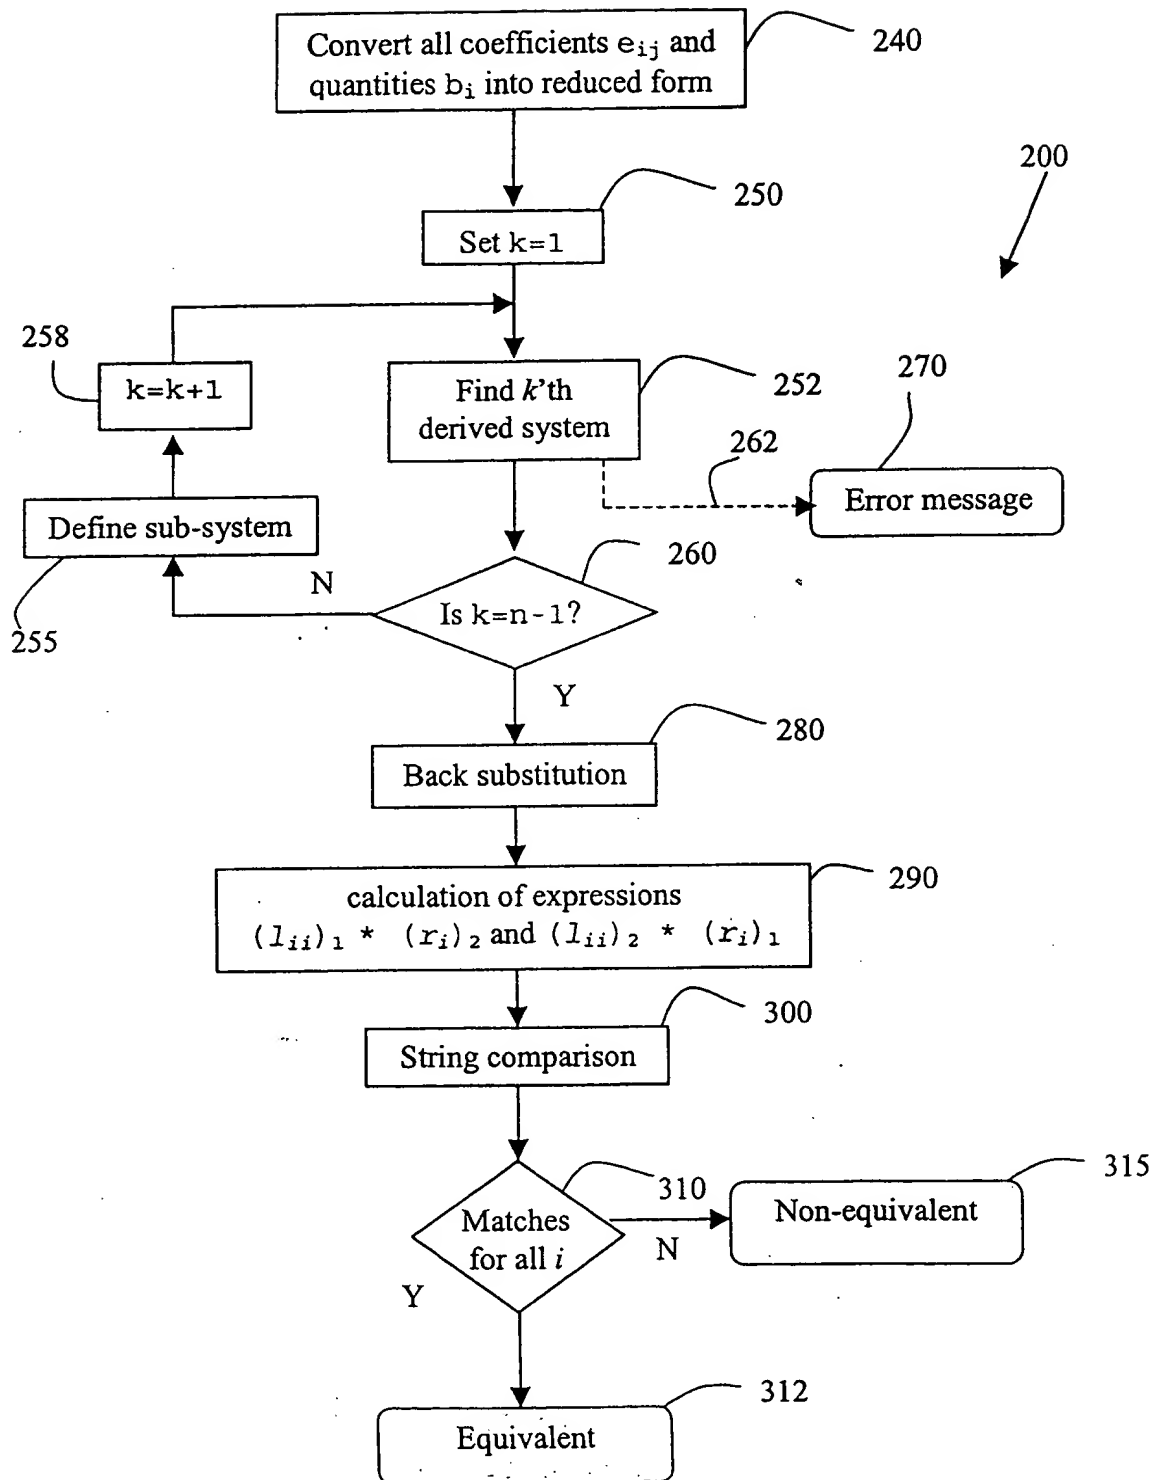 Convert all coefficients eij and
quantities bi into reduced form
240
200
250
Set k=1
258
k=k+1
Find k'th
derived system
252
270
262
Error message
Define sub-system
255
N
260
Is k=n-1?
Y
280
Back substitution
290
calculation of expressions
(lii)1 * (ri)2 and (lii)2 * (ri)1
300
String comparison
310
315
Matches
for all i
N
Non-equivalent
Y
312
Equivalent